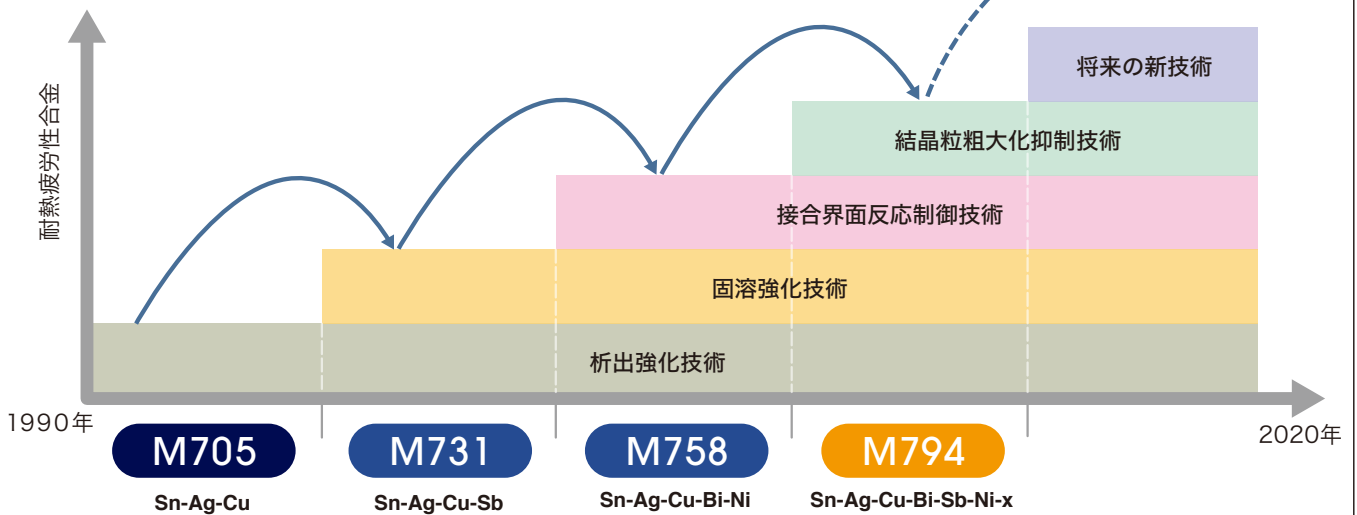 耐熱疲労性合金
将来の新技術
結晶粒粗大化抑制技術
接合界面反応制御技術
固溶強化技術
析出強化技術
1990年
2020年
M705
M731
M758
M794
Sn-Ag-Cu
Sn-Ag-Cu-Sb
Sn-Ag-Cu-Bi-Ni
Sn-Ag-Cu-Bi-Sb-Ni-x